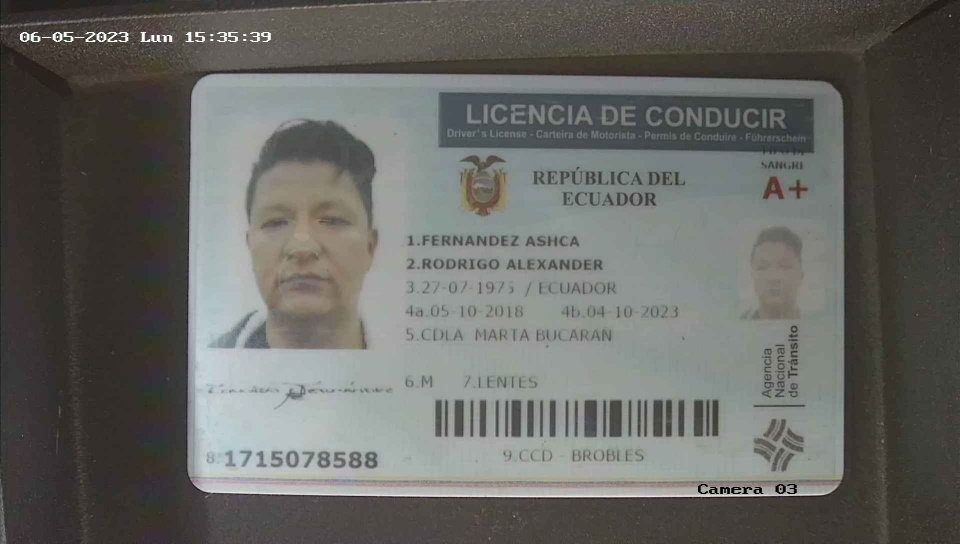 06-05-2023 Lun 15:35:39
LICENCIA DE CONDUCIR
Driver's License - Carteira de Motorista - Permis de Conduire - Führerschein
SANGRE
A+
REPÚBLICA DEL
ECUADOR
1.FERNANDEZ ASHCA
2.RODRIGO ALEXANDER
3.27-07-1975 / ECUADOR
4a.05-10-2018 4b.04-10-2023
5.CDLA MARTA BUCARAN
6.M 7.LENTES
Agencia
Nacional
de Tránsito
8.1715078588
9.CCD - BROBLES
Camera 03